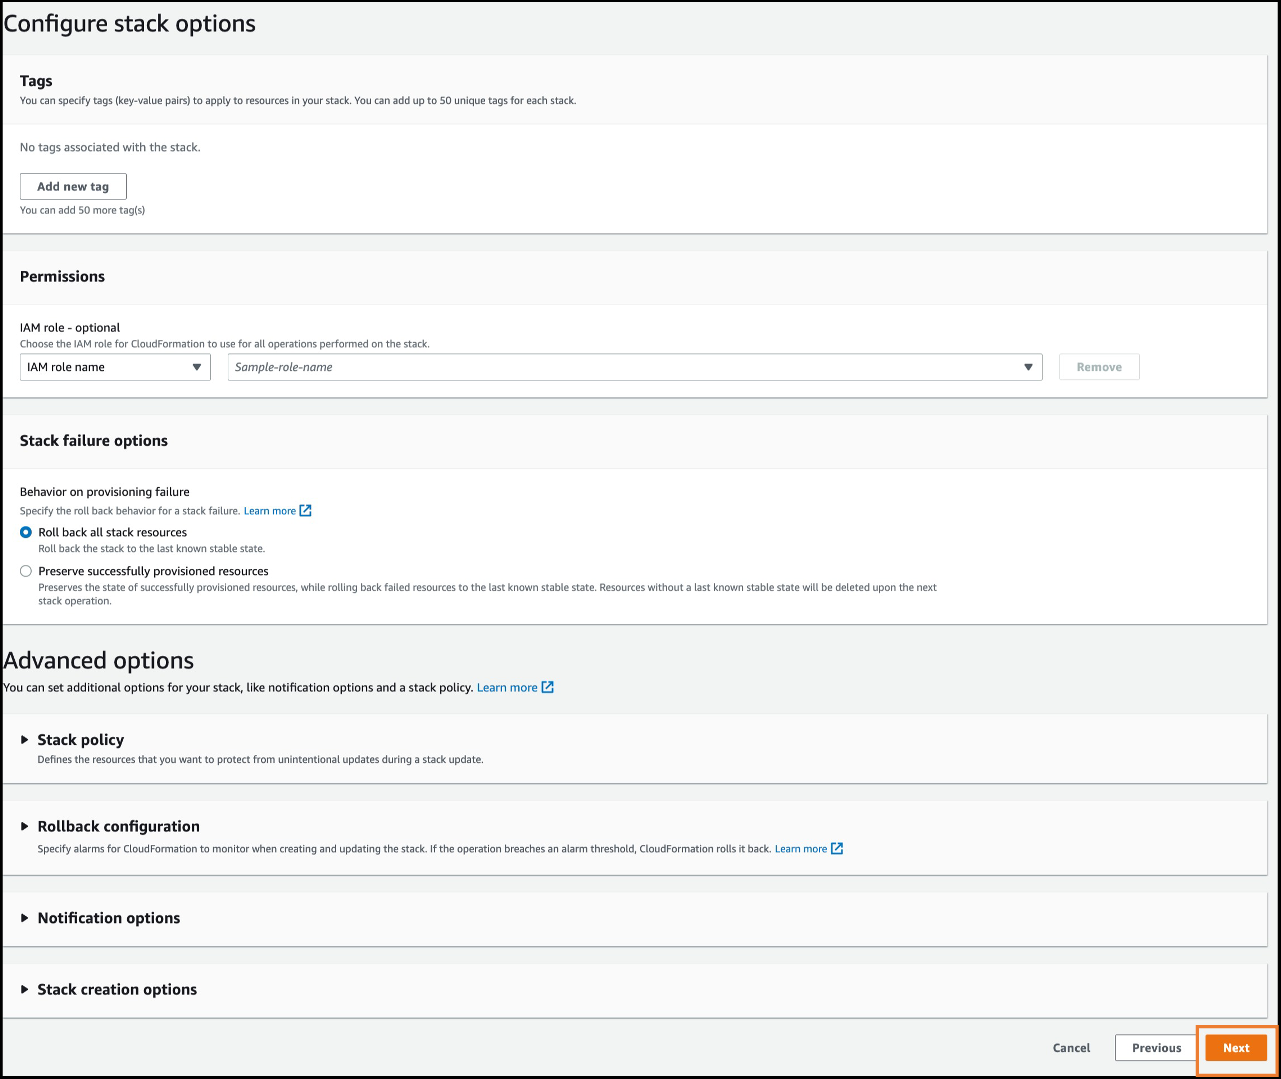 Configure stack options
Tags
You can specify tags (key-value pairs) to apply to resources in your stack. You can add up to 50 unique tags for each stack.
No tags associated with the stack.
Add new tag
You can add 50 more tag(s)
Permissions
IAM role - optional
Choose the IAM role for CloudFormation to use for all operations performed on the stack.
IAM role name Sample-role-name Remove
Stack failure options
Behavior on provisioning failure
Specify the roll back behavior for a stack failure. Learn more
Roll back all stack resources
Roll back the stack to the last known stable state.
Preserve successfully provisioned resources
Preserves the state of successfully provisioned resources, while rolling back failed resources to the last known stable state. Resources without a last known stable state will be deleted upon the next
stack operation.
Advanced options
You can set additional options for your stack, like notification options and a stack policy. Learn more
Stack policy
Defines the resources that you want to protect from unintentional updates during a stack update.
Rollback configuration
Specify alarms for CloudFormation to monitor when creating and updating the stack. If the operation breaches an alarm threshold, CloudFormation rolls it back. Learn more
Notification options
Stack creation options
Cancel Previous Next